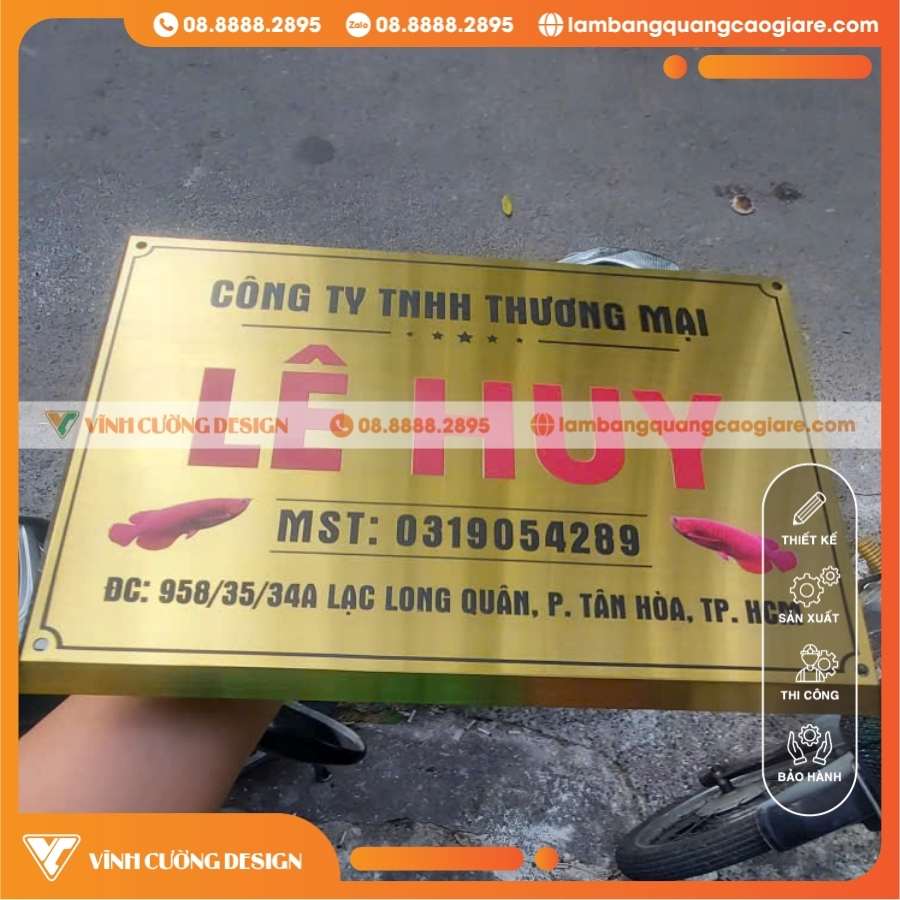 08.8888.2895 Zalo 08.8888.2895 lambangquangcaogiare.com
CÔNG TY TNHH THƯƠNG MẠI
LÊ HUY
VĨNH CƯỜNG DESIGN 08.8888.2895 lambangquangcaogiare.com
MST: 0319054289
ĐC: 958/35/34A LẠC LONG QUÂN, P. TÂN HÒA, TP. HCM
THIẾT KẾ
SẢN XUẤT
THI CÔNG
BẢO HÀNH
VĨNH CƯỜNG DESIGN